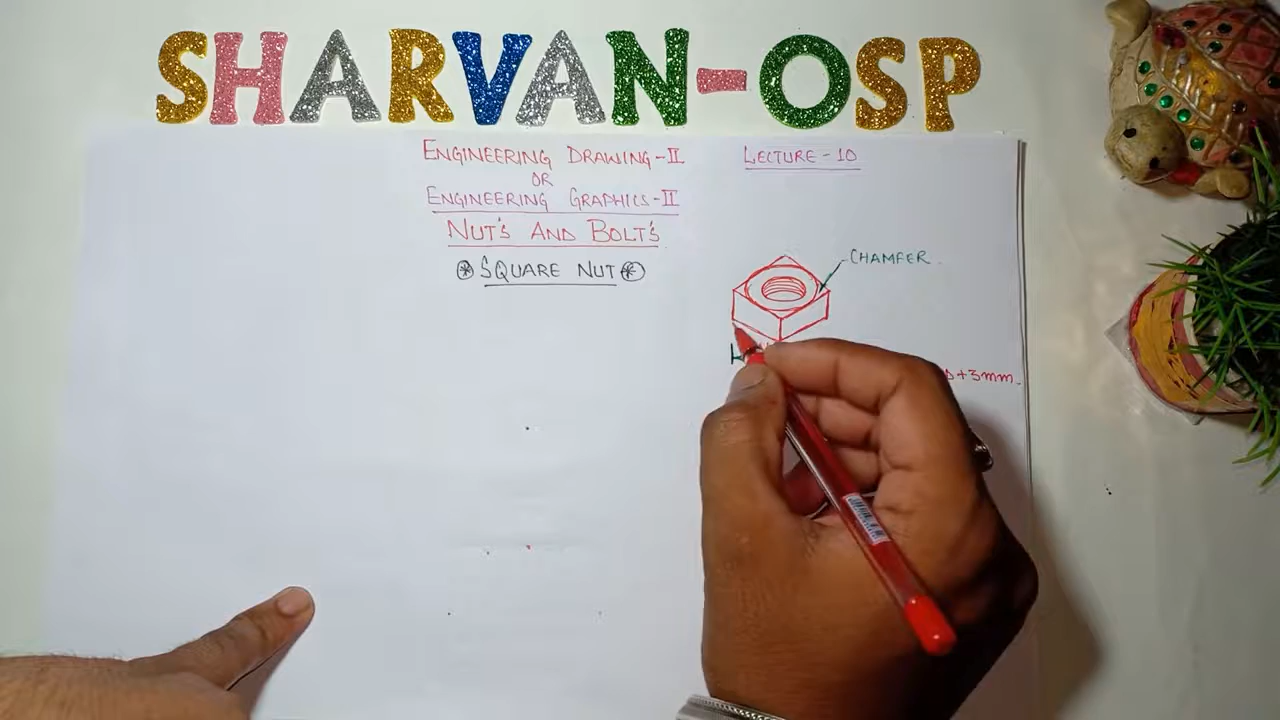 SHARVAN-OSP
ENGINEERING DRAWING-II
OR
ENGINEERING GRAPHICS-II
LECTURE-10
NUT'S AND BOLT'S
SQUARE NUT
CHAMFER
+3mm.